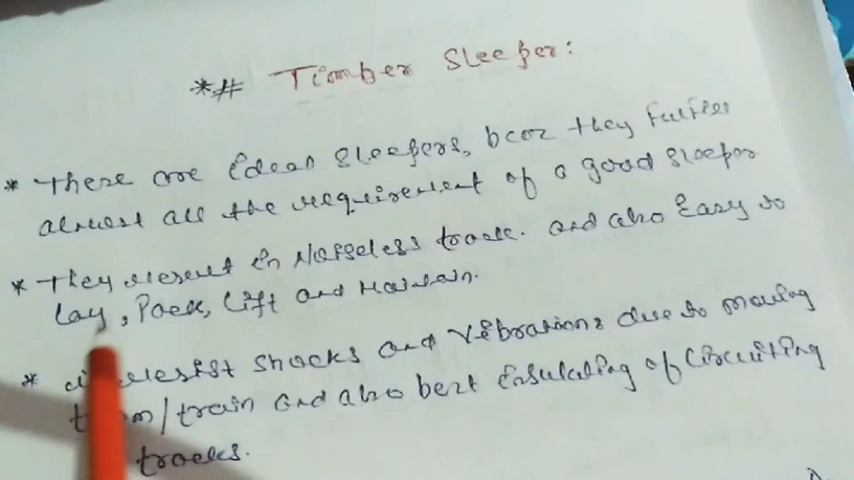 *# Timber Sleeper:
* There are ideal sleepers, bcoz they fulfill
almost all the requirement of a good sleeper
* They result in Noiseless track. and also Easy to
Lay, Pack, Lift and Maintain.
* resist shocks and vibrations due to moving
/train and also best insulating of circuiting
tracks.